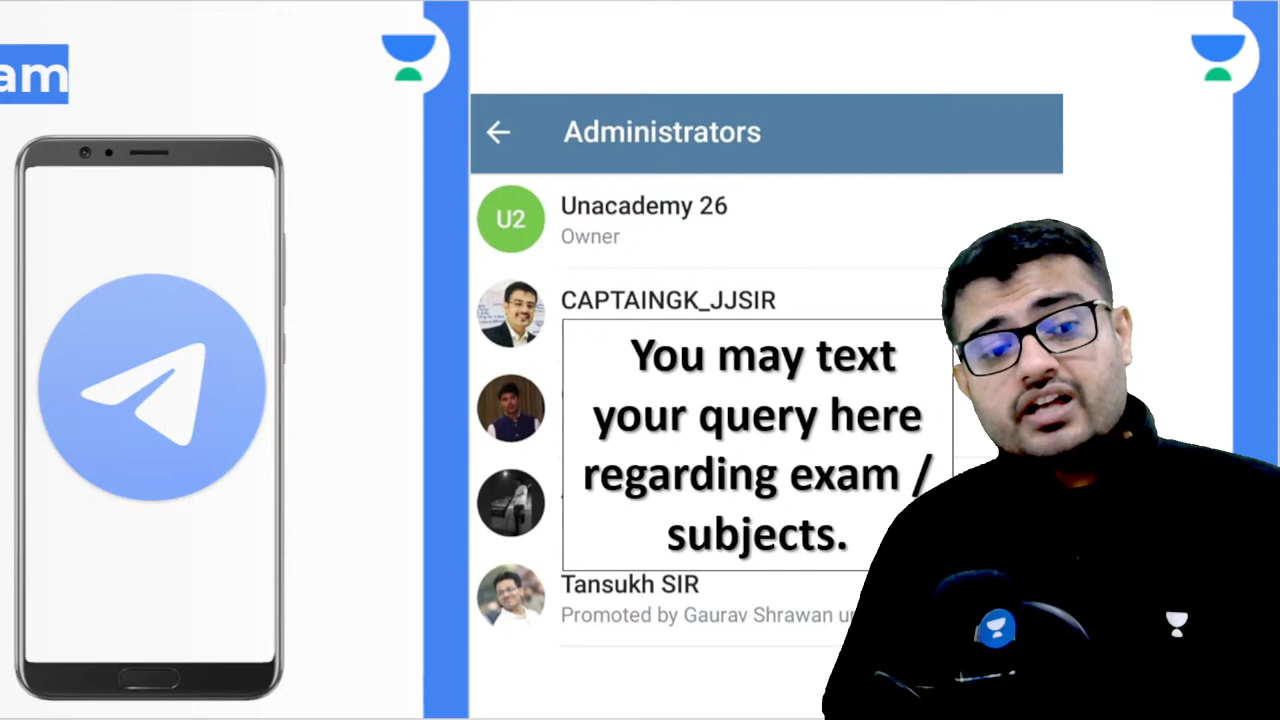 am
Administrators
U2
Unacademy 26
Owner
CAPTAINGK_JJSIR
You may text
your query here
regarding exam /
subjects.
Tansukh SIR
Promoted by Gaurav Shrawan